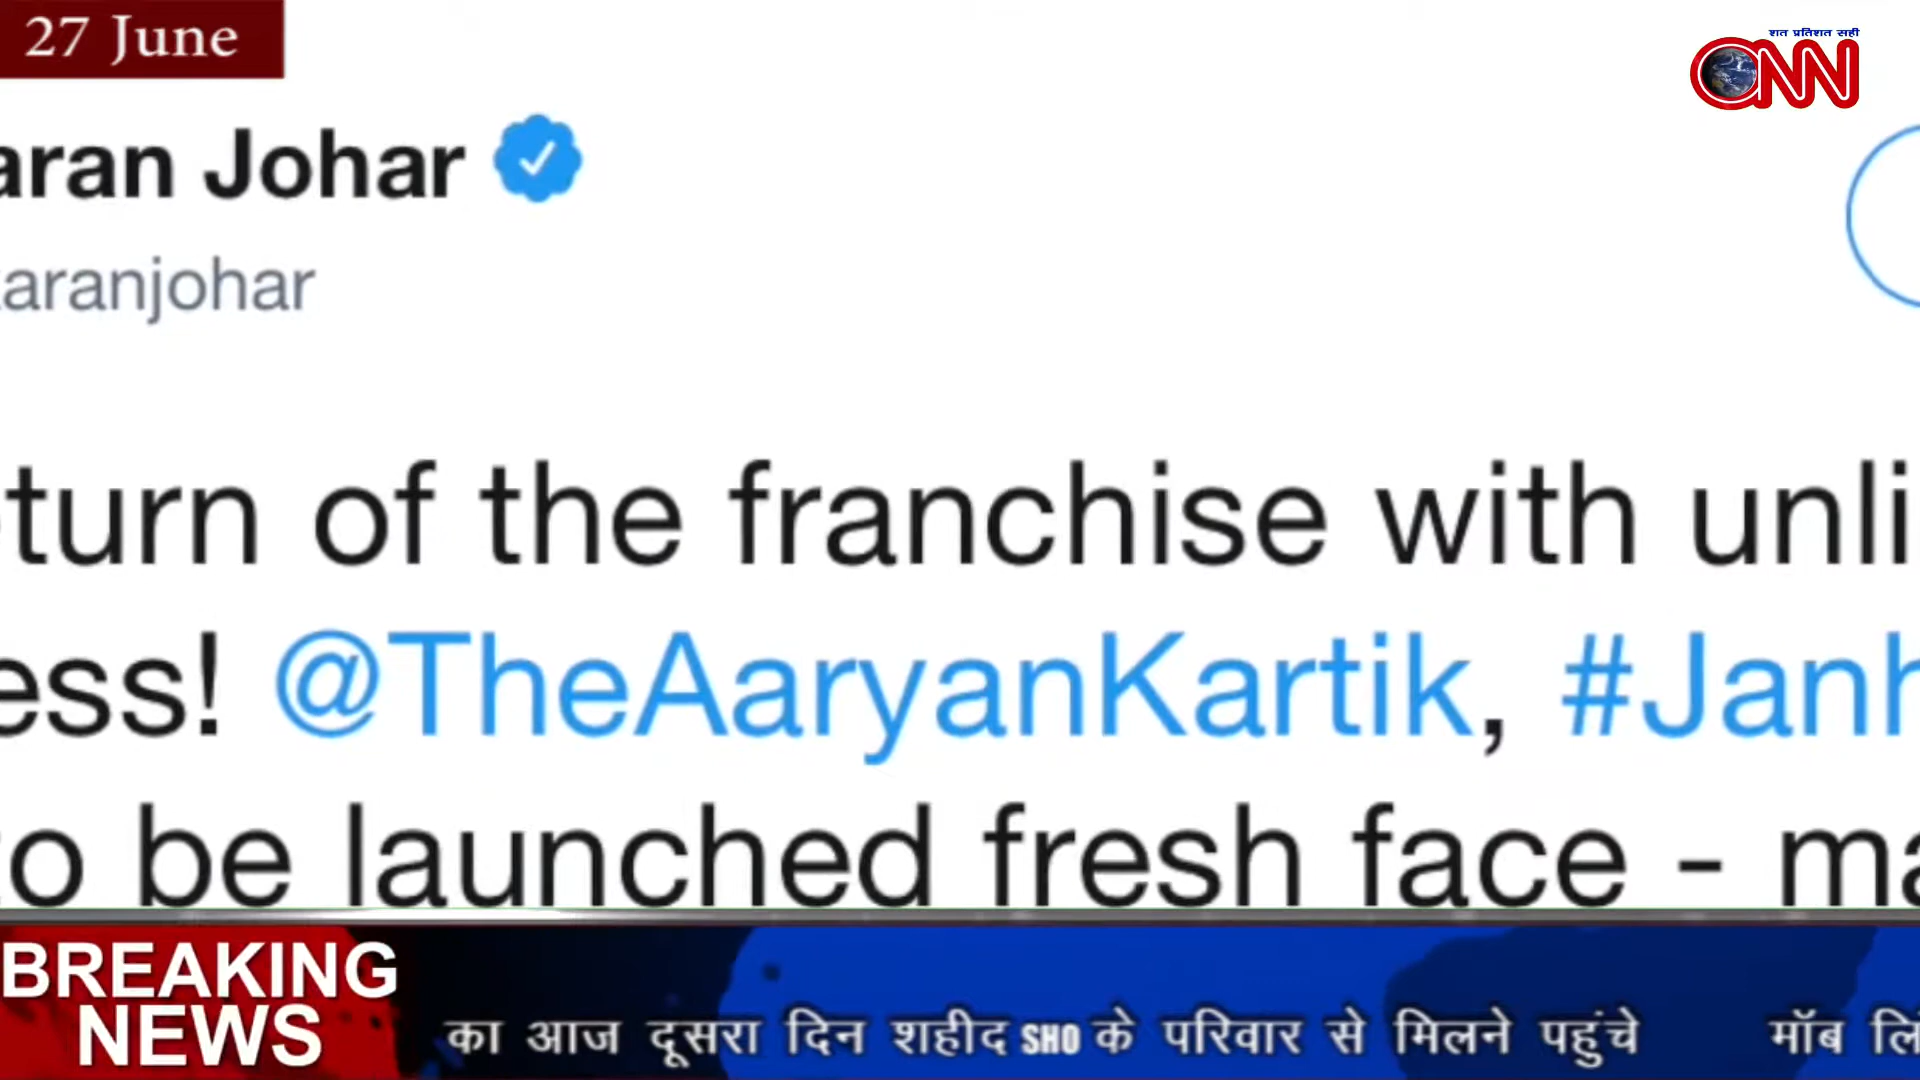 27 June
शत प्रतिशत सही
CNN
aran Johar
aranjohar
turn of the franchise with unli
ess! @TheAaryanKartik, #Janh
o be launched fresh face - ma
BREAKING
NEWS
का आज दूसरा दिन शहीद SHO के परिवार से मिलने पहुंचे मॉब लिं